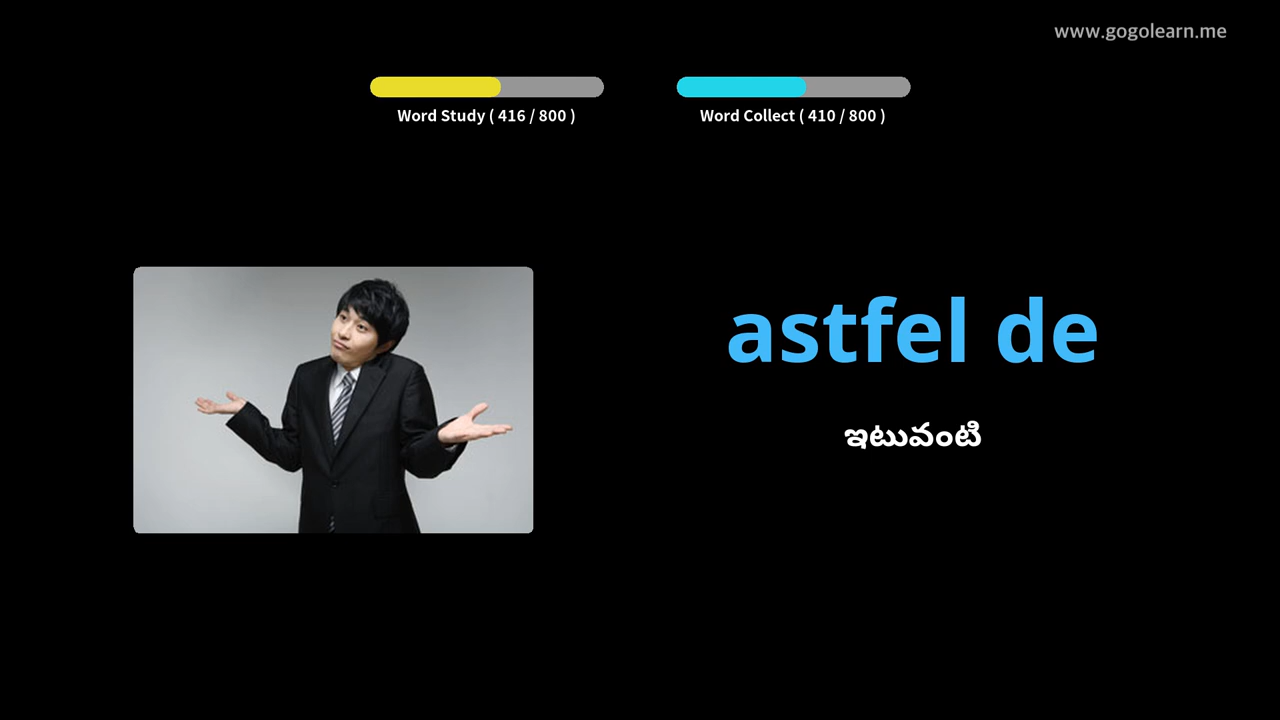 www.gogolearn.me
Word Study ( 416 / 800 )
Word Collect ( 410 / 800 )
astfel de
ఇటువంటి